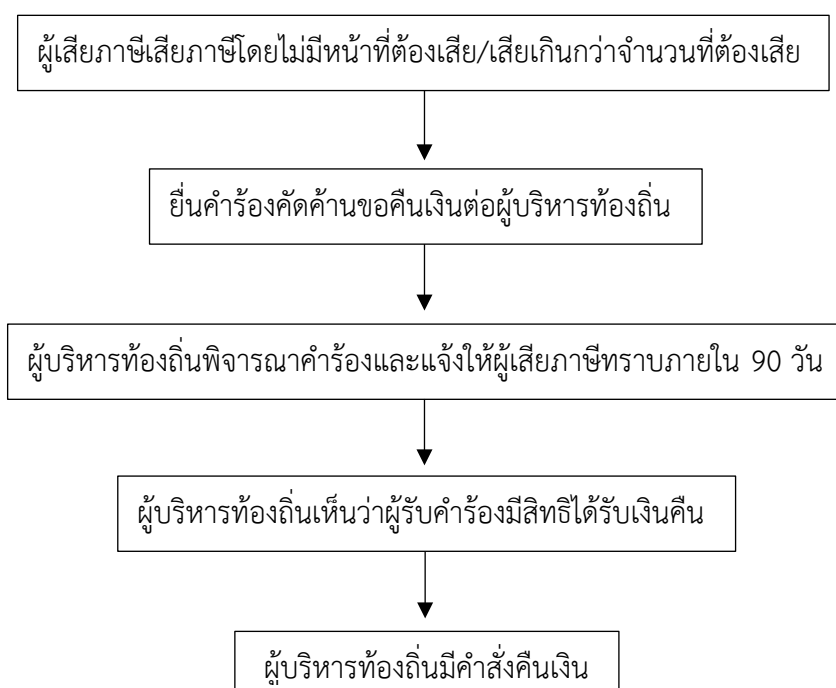 ผู้เสียภาษีเสียภาษีโดยไม่มีหน้าที่ต้องเสีย/เสียเกินกว่าจำนวนที่ต้องเสีย
ยื่นคำร้องคัดค้านขอคืนเงินต่อผู้บริหารท้องถิ่น
ผู้บริหารท้องถิ่นพิจารณาคำร้องและแจ้งให้ผู้เสียภาษีทราบภายใน 90 วัน
ผู้บริหารท้องถิ่นเห็นว่าผู้รับคำร้องมีสิทธิได้รับเงินคืน
ผู้บริหารท้องถิ่นมีคำสั่งคืนเงิน